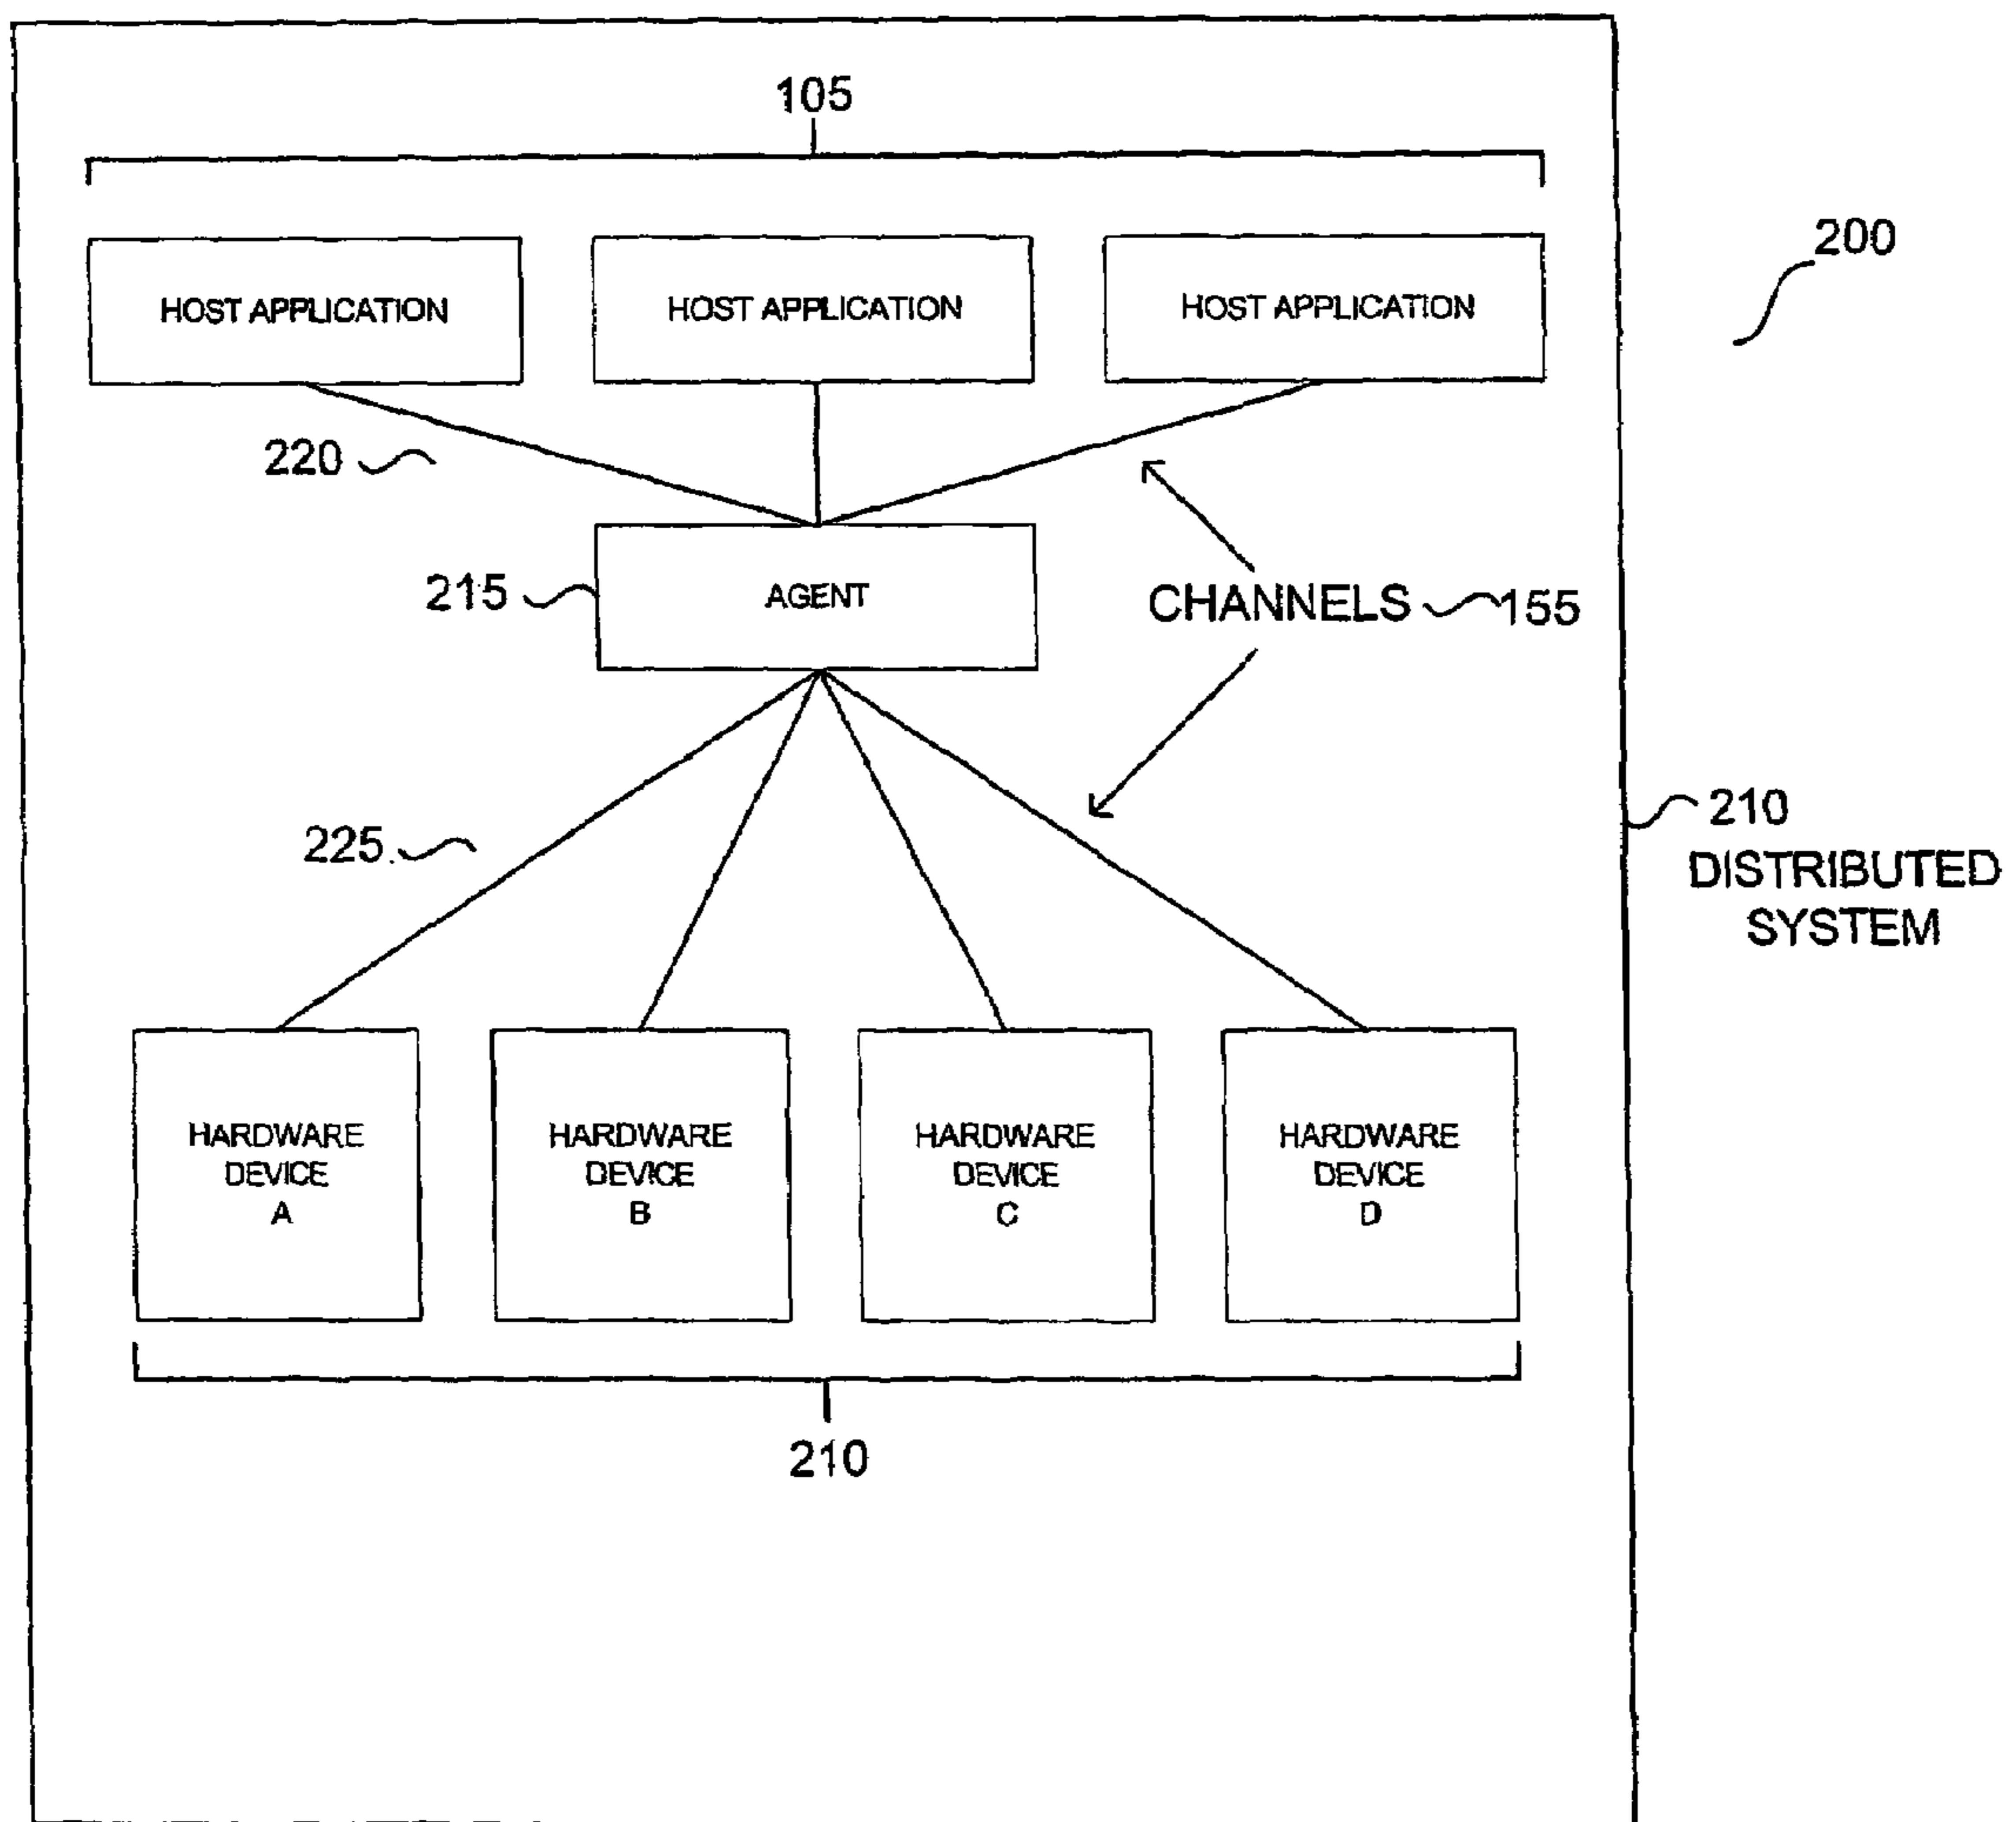 105
200
HOST APPLICATION
HOST APPLICATION
HOST APPLICATION
220
215
AGENT
CHANNELS 155
210
DISTRIBUTED
SYSTEM
225
HARDWARE
DEVICE
A
HARDWARE
DEVICE
B
HARDWARE
DEVICE
C
HARDWARE
DEVICE
D
210